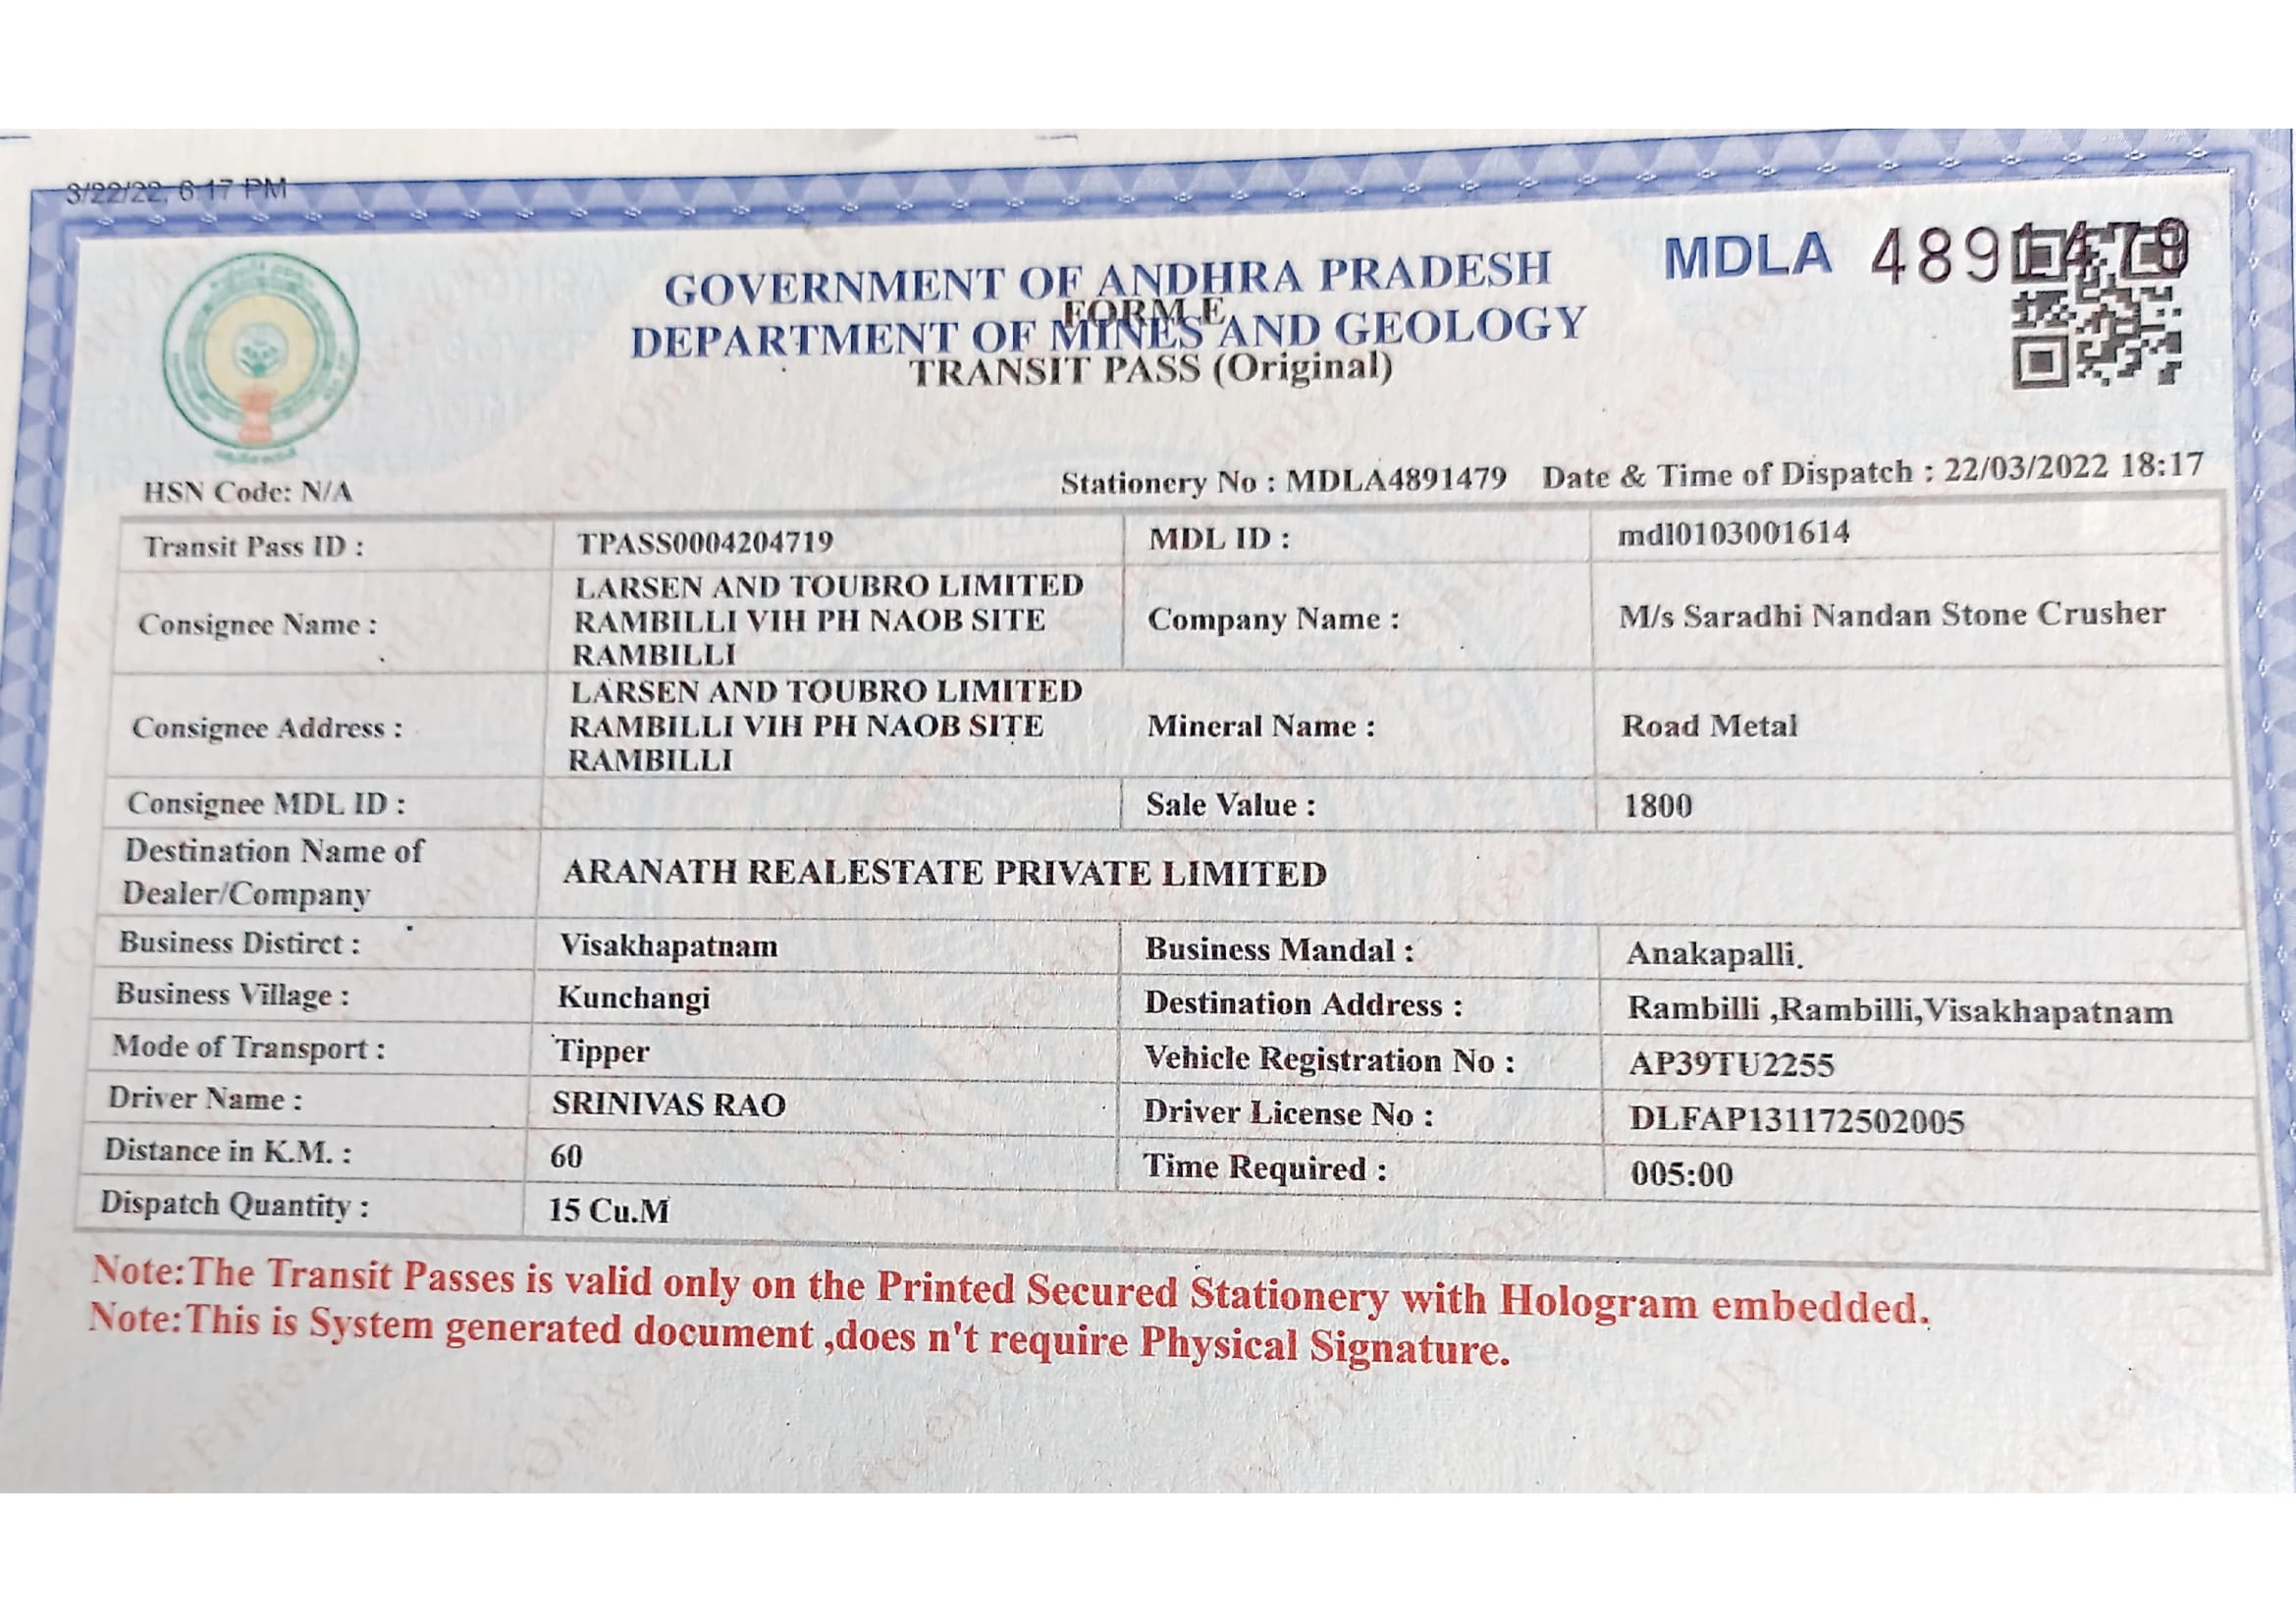 3/22/22, 6:17 PM
MDLA 4891479
GOVERNMENT OF ANDHRA PRADESH
FORM E
DEPARTMENT OF MINES AND GEOLOGY
TRANSIT PASS (Original)
HSN Code: N/A Stationery No : MDLA4891479 Date & Time of Dispatch : 22/03/2022 18:17
Transit Pass ID : TPASS0004204719 MDL ID : mdl0103001614
Consignee Name : LARSEN AND TOUBRO LIMITED
RAMBILLI VIH PH NAOB SITE
RAMBILLI
Company Name : M/s Saradhi Nandan Stone Crusher
Consignee Address : LARSEN AND TOUBRO LIMITED
RAMBILLI VIH PH NAOB SITE
RAMBILLI
Mineral Name : Road Metal
Consignee MDL ID : Sale Value : 1800
Destination Name of
Dealer/Company
ARANATH REALESTATE PRIVATE LIMITED
Business Distirct : Visakhapatnam Business Mandal : Anakapalli.
Business Village : Kunchangi Destination Address : Rambilli ,Rambilli,Visakhapatnam
Mode of Transport : Tipper Vehicle Registration No : AP39TU2255
Driver Name : SRINIVAS RAO Driver License No : DLFAP131172502005
Distance in K.M. : 60 Time Required : 005:00
Dispatch Quantity : 15 Cu.M
Note:The Transit Passes is valid only on the Printed Secured Stationery with Hologram embedded.
Note:This is System generated document ,does n't require Physical Signature.